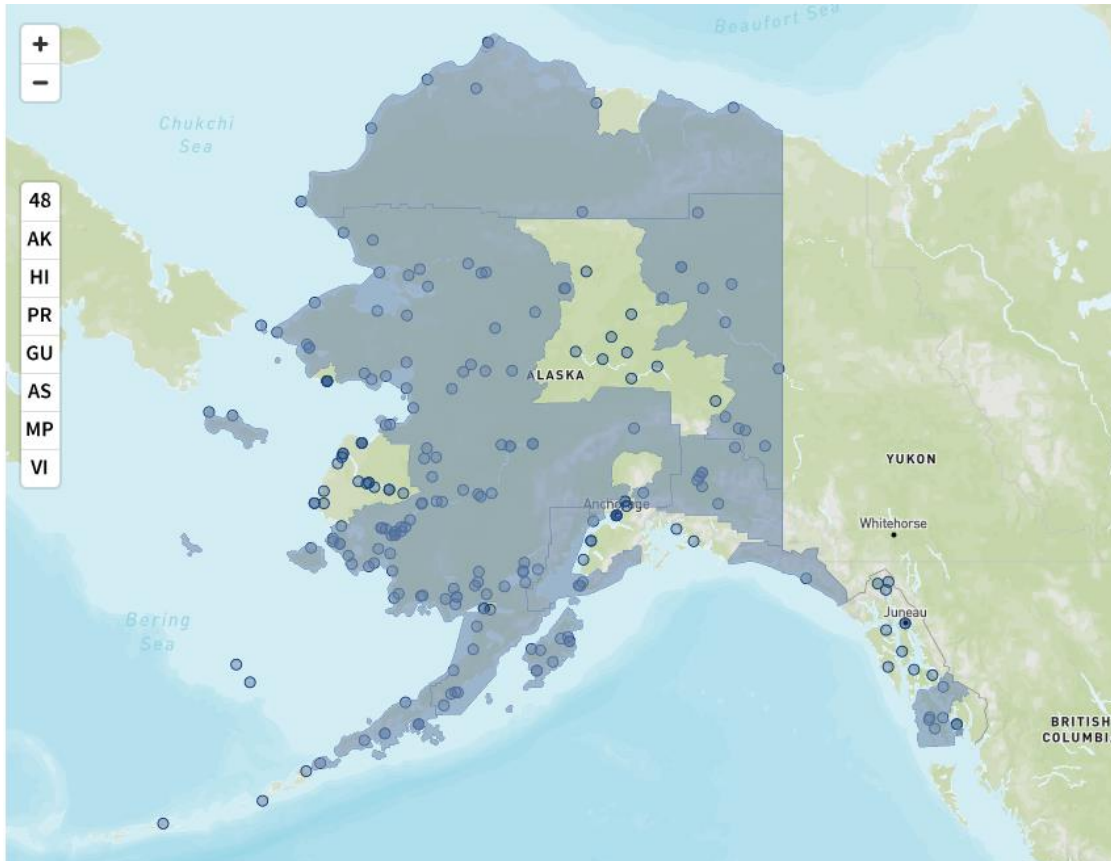 Beaufort Sea
+
−
Chukchi
Sea
48
AK
HI
PR
GU
AS
MP
VI
ALASKA
YUKON
Anchorage
Whitehorse
Juneau
Bering
Sea
BRITISH
COLUMBIA